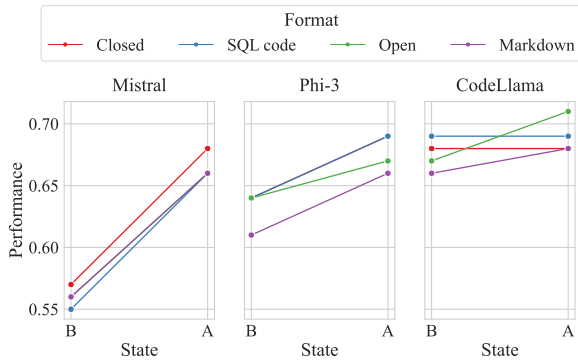 Format
Closed SQL code Open Markdown
Mistral Phi-3 CodeLlama
Performance
0.70
0.65
0.60
0.55
B A B A B A
State State State